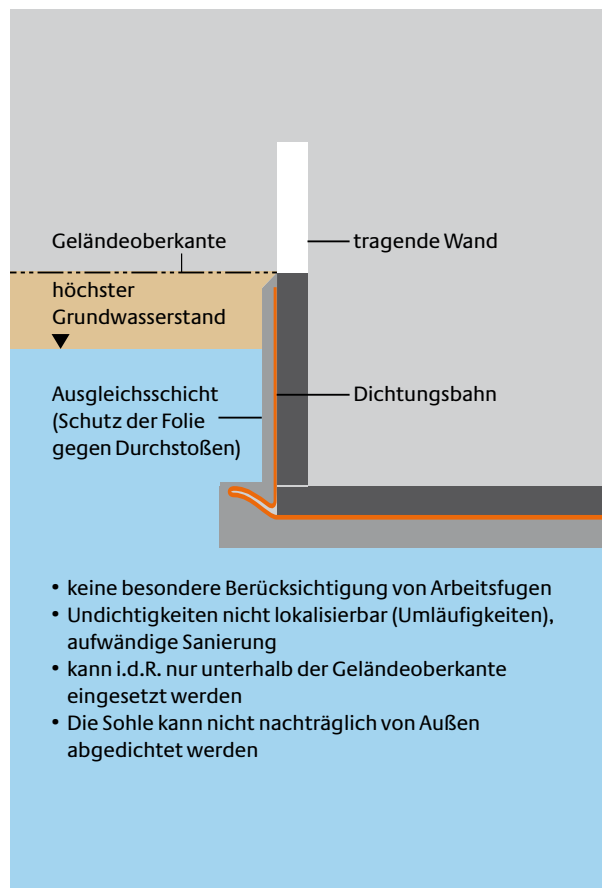 Geländeoberkante
tragende Wand
höchster
Grundwasserstand
Ausgleichsschicht
(Schutz der Folie
gegen Durchstoßen)
Dichtungsbahn
• keine besondere Berücksichtigung von Arbeitsfugen
• Undichtigkeiten nicht lokalisierbar (Umläufigkeiten),
aufwändige Sanierung
• kann i.d.R. nur unterhalb der Geländeoberkante
eingesetzt werden
• Die Sohle kann nicht nachträglich von Außen
abgedichtet werden